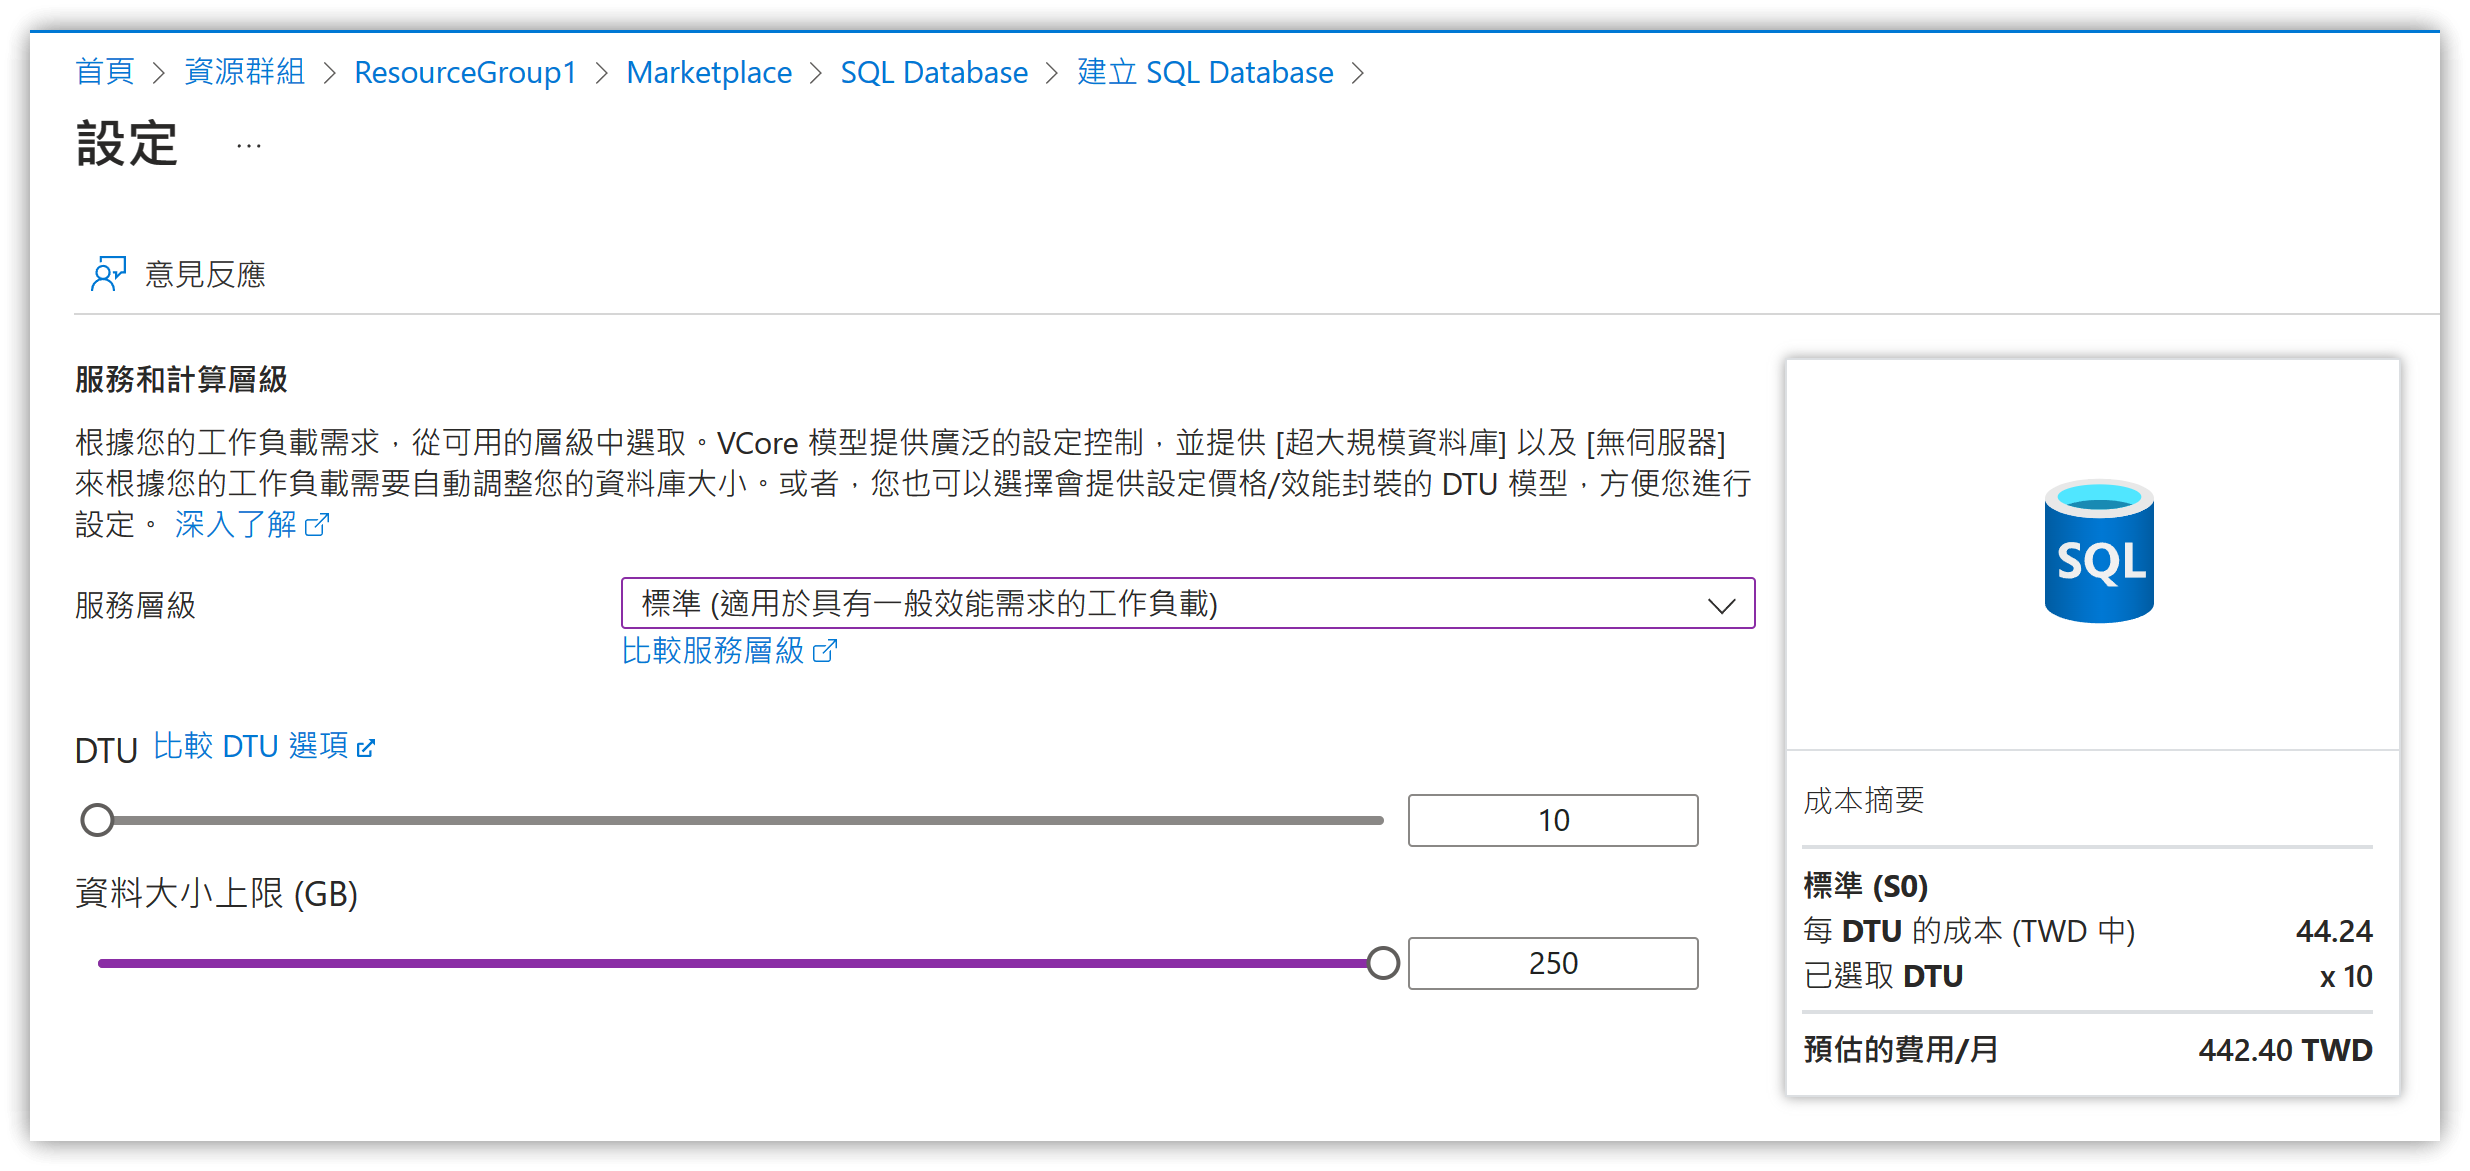 首頁 > 資源群組 > ResourceGroup1 > Marketplace > SQL Database > 建立 SQL Database >
設定 …
意見反應
服務和計算層級
根據您的工作負載需求，從可用的層級中選取。VCore 模型提供廣泛的設定控制，並提供 [超大規模資料庫] 以及 [無伺服器]
來根據您的工作負載需要自動調整您的資料庫大小。或者，您也可以選擇會提供設定價格/效能封裝的 DTU 模型，方便您進行
設定。 深入了解
服務層級
標準 (適用於具有一般效能需求的工作負載)
比較服務層級
DTU 比較 DTU 選項
10
資料大小上限 (GB)
250
SQL
成本摘要
標準 (S0)
每 DTU 的成本 (TWD 中) 44.24
已選取 DTU x 10
預估的費用/月 442.40 TWD